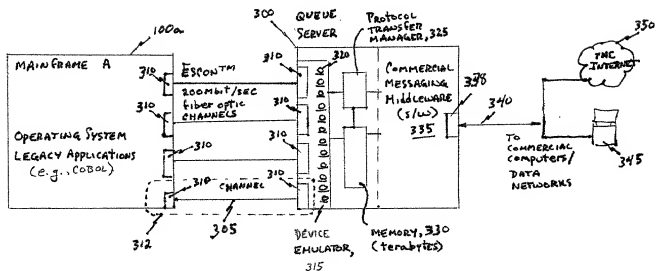 100a
MAINFRAME A
OPERATING SYSTEM
LEGACY APPLICATIONS
(e.g., COBOL)
310
310
310
310
312
ESCON™
200Mbit/SEC
fiber optic
CHANNELS
CHANNEL
305
300
QUEUE
SERVER
310
310
310
310
320
DEVICE
EMULATOR,
315
PROTOCOL
TRANSFER
MANAGER, 325
MEMORY, 330
(terabytes)
COMMERCIAL
MESSAGING
MIDDLEWARE
(s/w)
335
338
340
TO
COMMERCIAL
COMPUTERS/
DATA
NETWORKS
350
THE
INTERNET
345